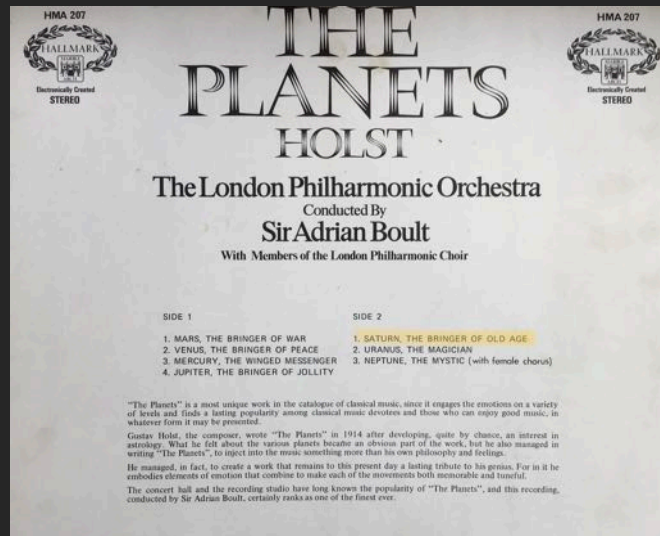 HMA 207
HALLMARK
Electronically Created
STEREO
HMA 207
HALLMARK
Electronically Created
STEREO
THE
PLANETS
HOLST
The London Philharmonic Orchestra
Conducted By
Sir Adrian Boult
With Members of the London Philharmonic Choir
SIDE 1
1. MARS, THE BRINGER OF WAR
2. VENUS, THE BRINGER OF PEACE
3. MERCURY, THE WINGED MESSENGER
4. JUPITER, THE BRINGER OF JOLLITY
SIDE 2
1. SATURN, THE BRINGER OF OLD AGE
2. URANUS, THE MAGICIAN
3. NEPTUNE, THE MYSTIC (with female chorus)
"The Planets" is a most unique work in the catalogue of classical music, since it engages the emotions on a variety
of levels and finds a lasting popularity among classical music devotees and those who can enjoy good music, in
whatever form it may be presented.
Gustav Holst, the composer, wrote "The Planets" in 1914 after developing, quite by chance, an interest in
astrology. What he felt about the various planets became an obvious part of the work, but he also managed in
writing "The Planets", to inject into the music something more than his own philosophy and feelings.
He managed, in fact, to create a work that remains to this present day a lasting tribute to his genius. For in it he
embodies elements of emotion that combine to make each of the movements both memorable and tuneful.
The concert hall and the recording studio have long known the popularity of "The Planets", and this recording,
conducted by Sir Adrian Boult, certainly ranks as one of the finest ever.